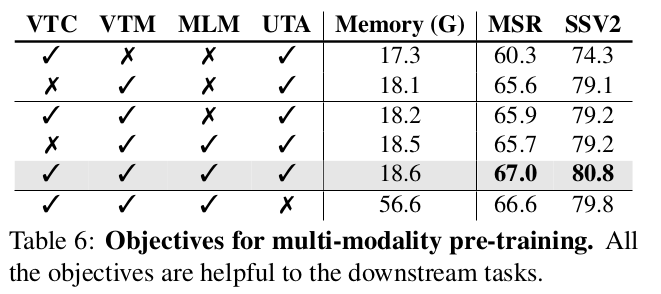 VTC VTM MLM UTA Memory (G) MSR SSV2
✓ ✗ ✗ ✓ 17.3 60.3 74.3
✗ ✓ ✗ ✓ 18.1 65.6 79.1
✓ ✓ ✗ ✓ 18.2 65.9 79.2
✗ ✓ ✓ ✓ 18.5 65.7 79.2
✓ ✓ ✓ ✓ 18.6 67.0 80.8
✓ ✓ ✓ ✗ 56.6 66.6 79.8
Table 6: Objectives for multi-modality pre-training. All
the objectives are helpful to the downstream tasks.